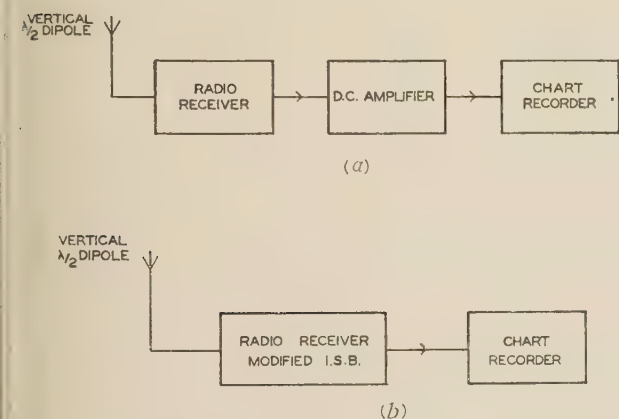 VERTICAL
λ/2 DIPOLE
RADIO
RECEIVER
D.C. AMPLIFIER
CHART
RECORDER
(a)
VERTICAL
λ/2 DIPOLE
RADIO RECEIVER
MODIFIED I.S.B.
CHART
RECORDER
(b)